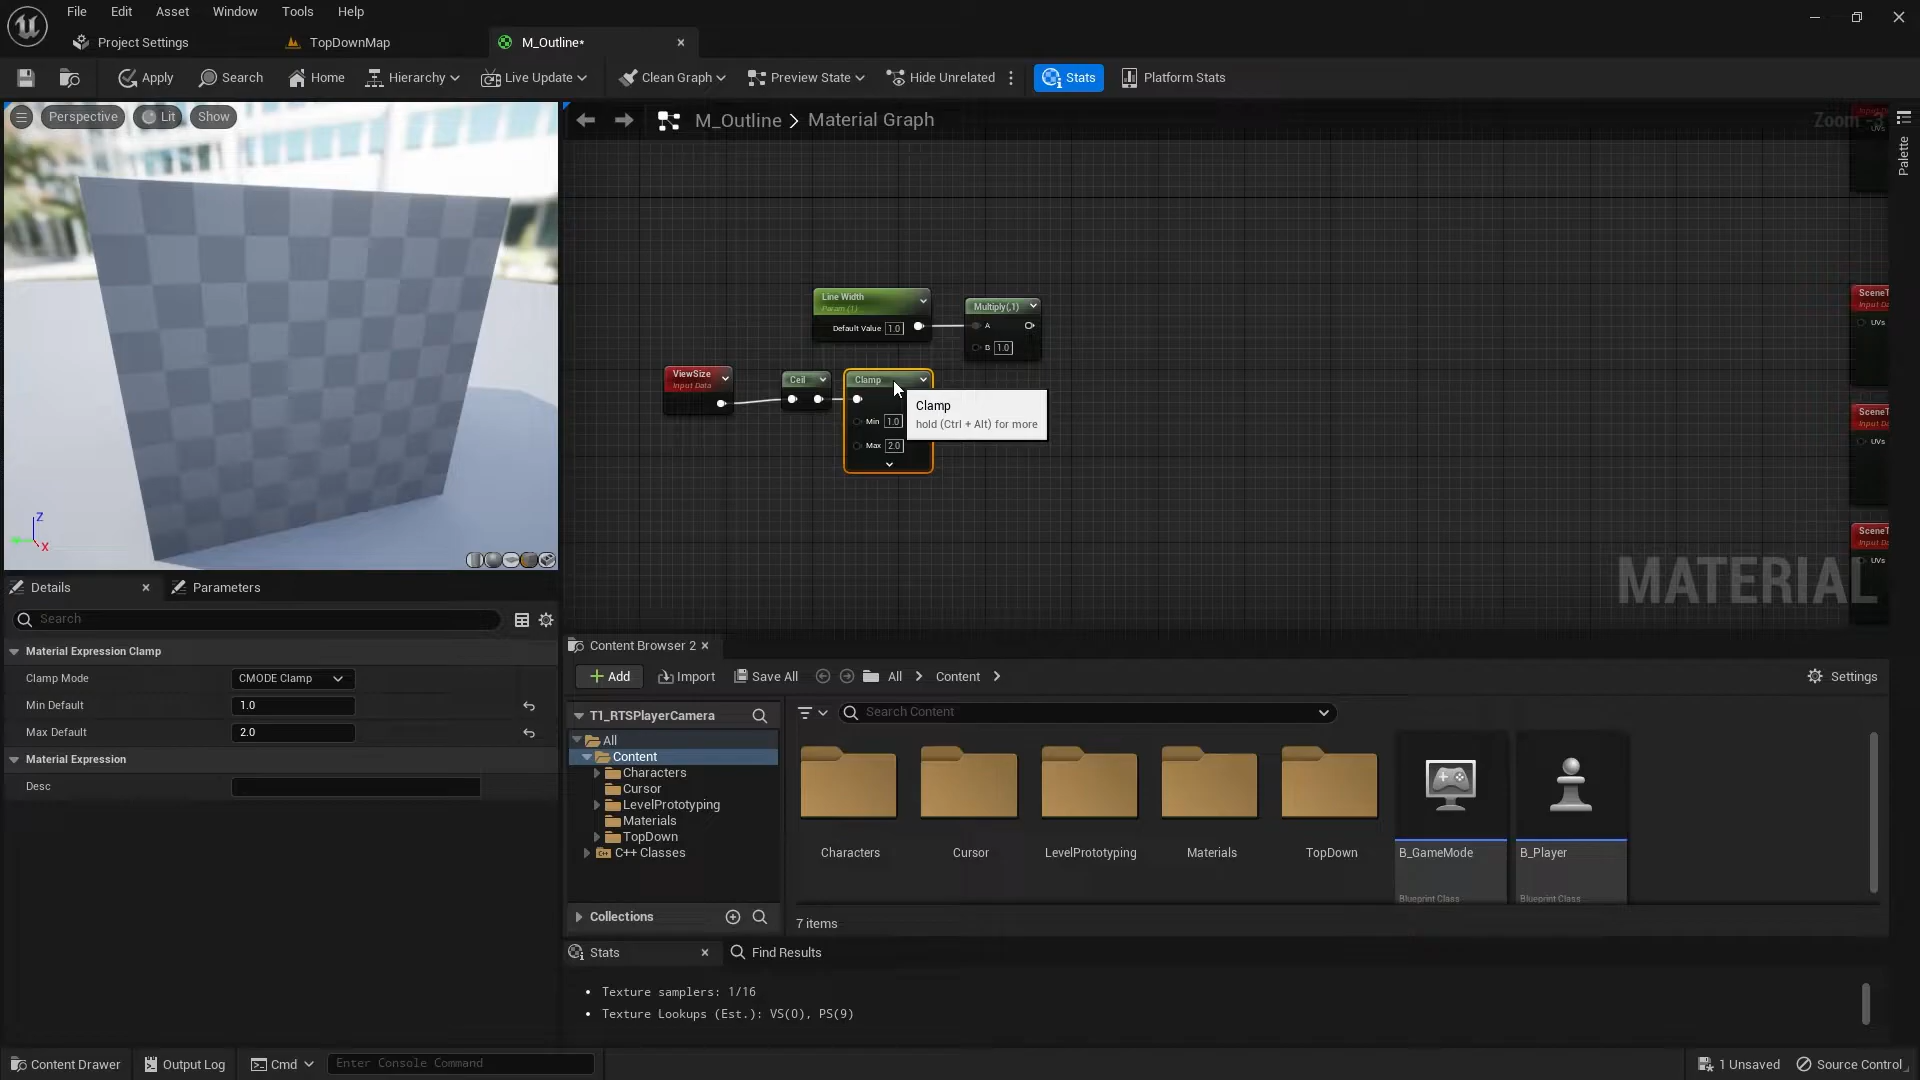 File Edit Asset Window Tools Help
Project Settings
TopDownMap
M_Outline*
Apply
Search
Home
Hierarchy
Live Update
Clean Graph
Preview State
Hide Unrelated
Stats
Platform Stats
Perspective
Lit
Show
M_Outline > Material Graph
Zoom -3
Palette
UVs
Line Width
Param (1)
Default Value 1.0
Multiply(,1)
A
B 1.0
ViewSize
Input Data
Ceil
Clamp
Min 1.0
Max 2.0
Clamp
hold (Ctrl + Alt) for more
SceneT
Input Da
UVs
SceneT
Input Da
UVs
SceneT
Input Da
UVs
MATERIAL
Z
X
Details
Parameters
Search
Material Expression Clamp
Clamp Mode
CMODE Clamp
Min Default
1.0
Max Default
2.0
Material Expression
Desc
Content Browser 2
Add
Import
Save All
All > Content >
Settings
T1_RTSPlayerCamera
Search Content
All
Content
Characters
Cursor
LevelPrototyping
Materials
TopDown
C++ Classes
Collections
Characters
Cursor
LevelPrototyping
Materials
TopDown
B_GameMode
Blueprint Class
B_Player
Blueprint Class
7 items
Stats
Find Results
• Texture samplers: 1/16
• Texture Lookups (Est.): VS(0), PS(9)
Content Drawer
Output Log
Cmd
Enter Console Command
1 Unsaved
Source Control